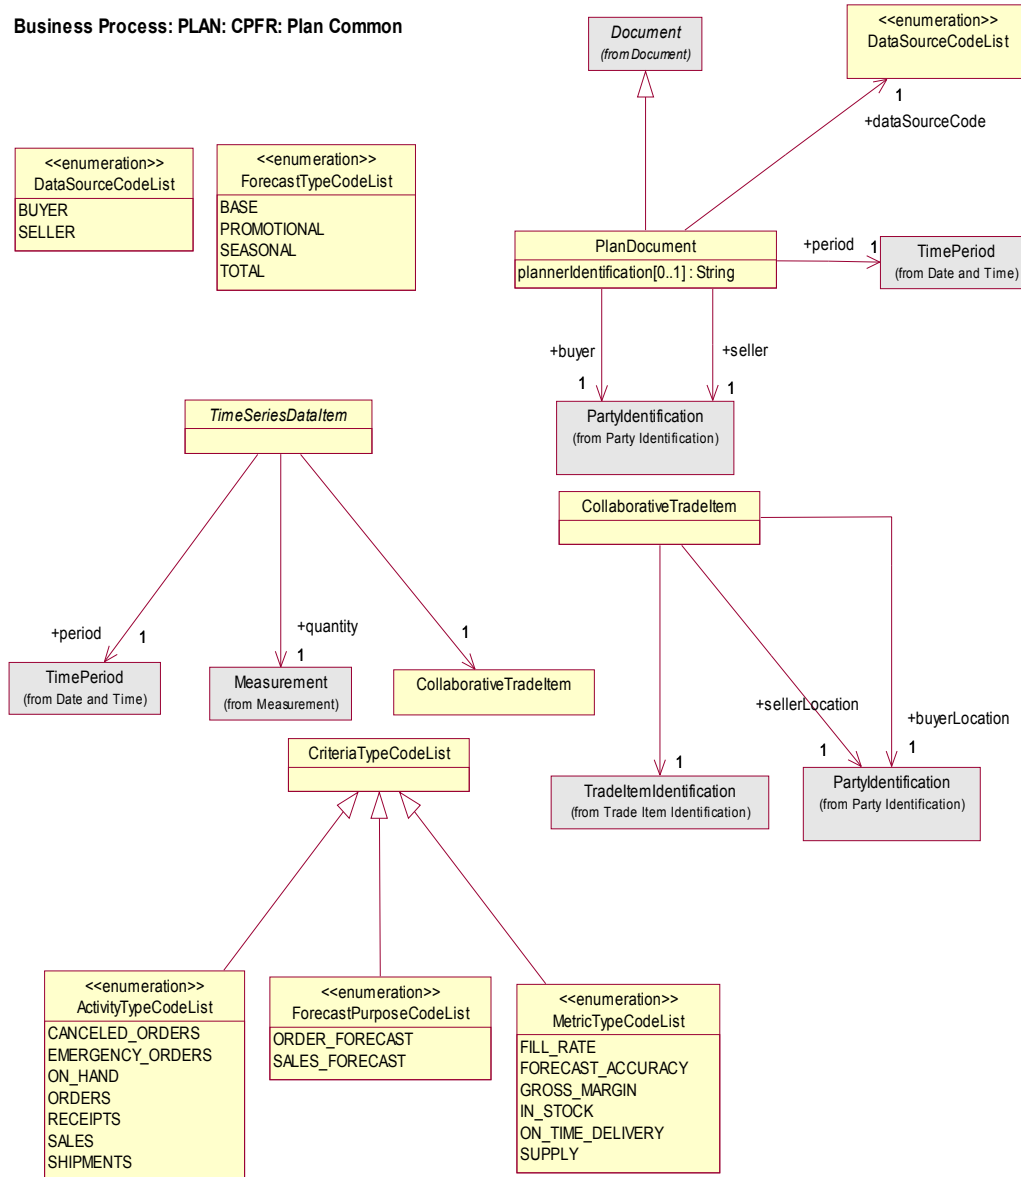 Business Process: PLAN: CPFR: Plan Common
Document
(from Document)
<<enumeration>>
DataSourceCodeList
1
+dataSourceCode
<<enumeration>>
DataSourceCodeList
BUYER
SELLER
<<enumeration>>
ForecastTypeCodeList
BASE
PROMOTIONAL
SEASONAL
TOTAL
PlanDocument
plannerIdentification[0..1] : String
+period
1
TimePeriod
(from Date and Time)
+buyer
1
+seller
1
PartyIdentification
(from Party Identification)
TimeSeriesDataItem
+period
1
+quantity
1
1
TimePeriod
(from Date and Time)
Measurement
(from Measurement)
CollaborativeTradeItem
CollaborativeTradeItem
+sellerLocation
1
+buyerLocation
1
1
TradeItemIdentification
(from Trade Item Identification)
PartyIdentification
(from Party Identification)
CriteriaTypeCodeList
<<enumeration>>
ActivityTypeCodeList
CANCELED_ORDERS
EMERGENCY_ORDERS
ON_HAND
ORDERS
RECEIPTS
SALES
SHIPMENTS
<<enumeration>>
ForecastPurposeCodeList
ORDER_FORECAST
SALES_FORECAST
<<enumeration>>
MetricTypeCodeList
FILL_RATE
FORECAST_ACCURACY
GROSS_MARGIN
IN_STOCK
ON_TIME_DELIVERY
SUPPLY